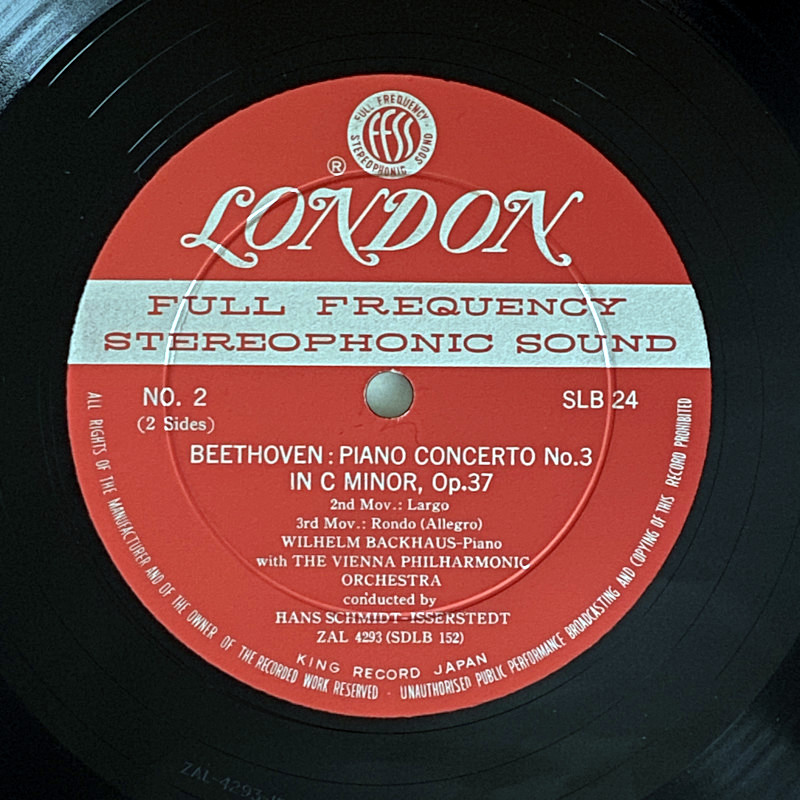 FULL FREQUENCY
FFSS
STEREOPHONIC SOUND
®
LONDON
FULL FREQUENCY
STEREOPHONIC SOUND
NO. 2
SLB 24
(2 Sides)
BEETHOVEN : PIANO CONCERTO No.3
IN C MINOR, Op.37
2nd Mov.: Largo
3rd Mov.: Rondo (Allegro)
WILHELM BACKHAUS-Piano
with THE VIENNA PHILHARMONIC
ORCHESTRA
conducted by
HANS SCHMIDT-ISSERSTEDT
ZAL 4293 (SDLB 152)
KING RECORD JAPAN
ALL RIGHTS OF THE MANUFACTURER AND OF THE OWNER OF THE RECORDED WORK RESERVED · UNAUTHORISED PUBLIC PERFORMANCE BROADCASTING AND COPYING OF THIS RECORD PROHIBITED
ZAL-4293